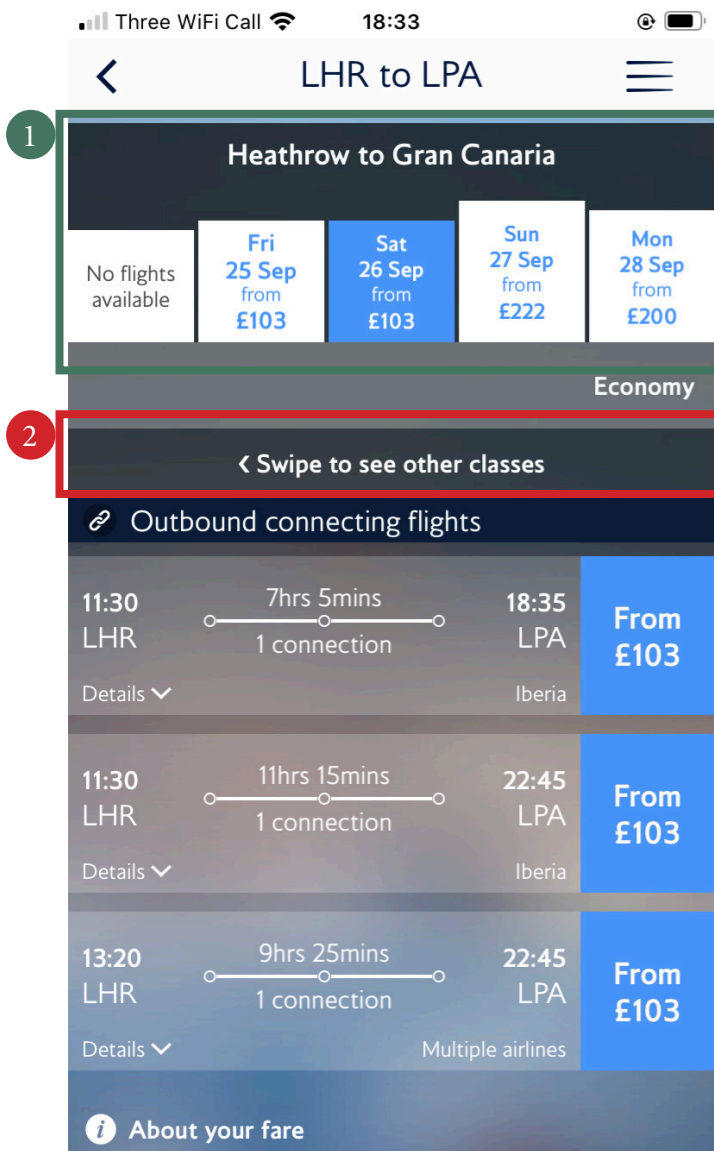 Three WiFi Call 18:33
LHR to LPA
1
Heathrow to Gran Canaria
No flights
available
Fri
25 Sep
from
£103
Sat
26 Sep
from
£103
Sun
27 Sep
from
£222
Mon
28 Sep
from
£200
Economy
2
‹ Swipe to see other classes
Outbound connecting flights
11:30 7hrs 5mins 18:35
LHR 1 connection LPA
From
£103
Details Iberia
11:30 11hrs 15mins 22:45
LHR 1 connection LPA
From
£103
Details Iberia
13:20 9hrs 25mins 22:45
LHR 1 connection LPA
From
£103
Details Multiple airlines
i About your fare